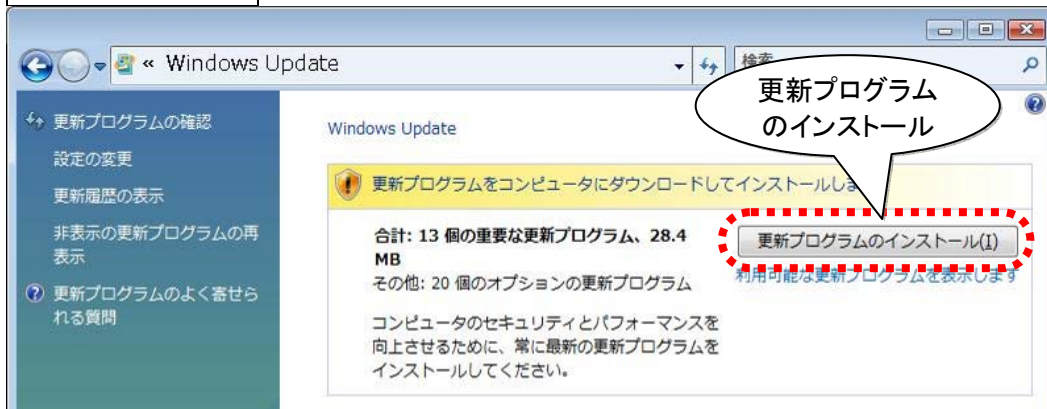 « Windows Update
検索
更新プログラム
のインストール
更新プログラムの確認
設定の変更
更新履歴の表示
非表示の更新プログラムの再
表示
更新プログラムのよく寄せら
れる質問
Windows Update
更新プログラムをコンピュータにダウンロードしてインストールしま
合計: 13 個の重要な更新プログラム、28.4
MB
その他: 20 個のオプションの更新プログラム
コンピュータのセキュリティとパフォーマンスを
向上させるために、常に最新の更新プログラムを
インストールしてください。
更新プログラムのインストール(I)
利用可能な更新プログラムを表示します